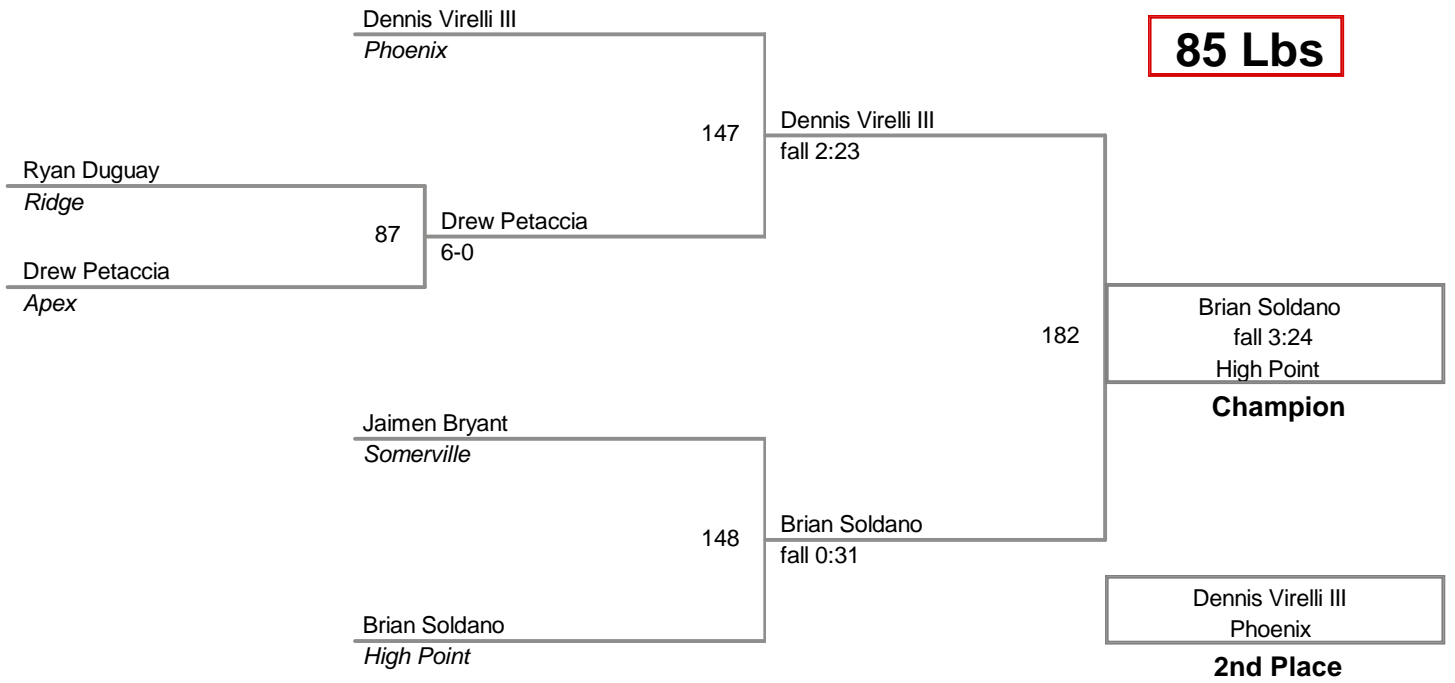 Dennis Virelli III
Phoenix
85 Lbs
147
Dennis Virelli III
fall 2:23
Ryan Duguay
Ridge
87
Drew Petaccia
6-0
Drew Petaccia
Apex
182
Brian Soldano
fall 3:24
High Point
Champion
Jaimen Bryant
Somerville
148
Brian Soldano
fall 0:31
Brian Soldano
High Point
Dennis Virelli III
Phoenix
2nd Place